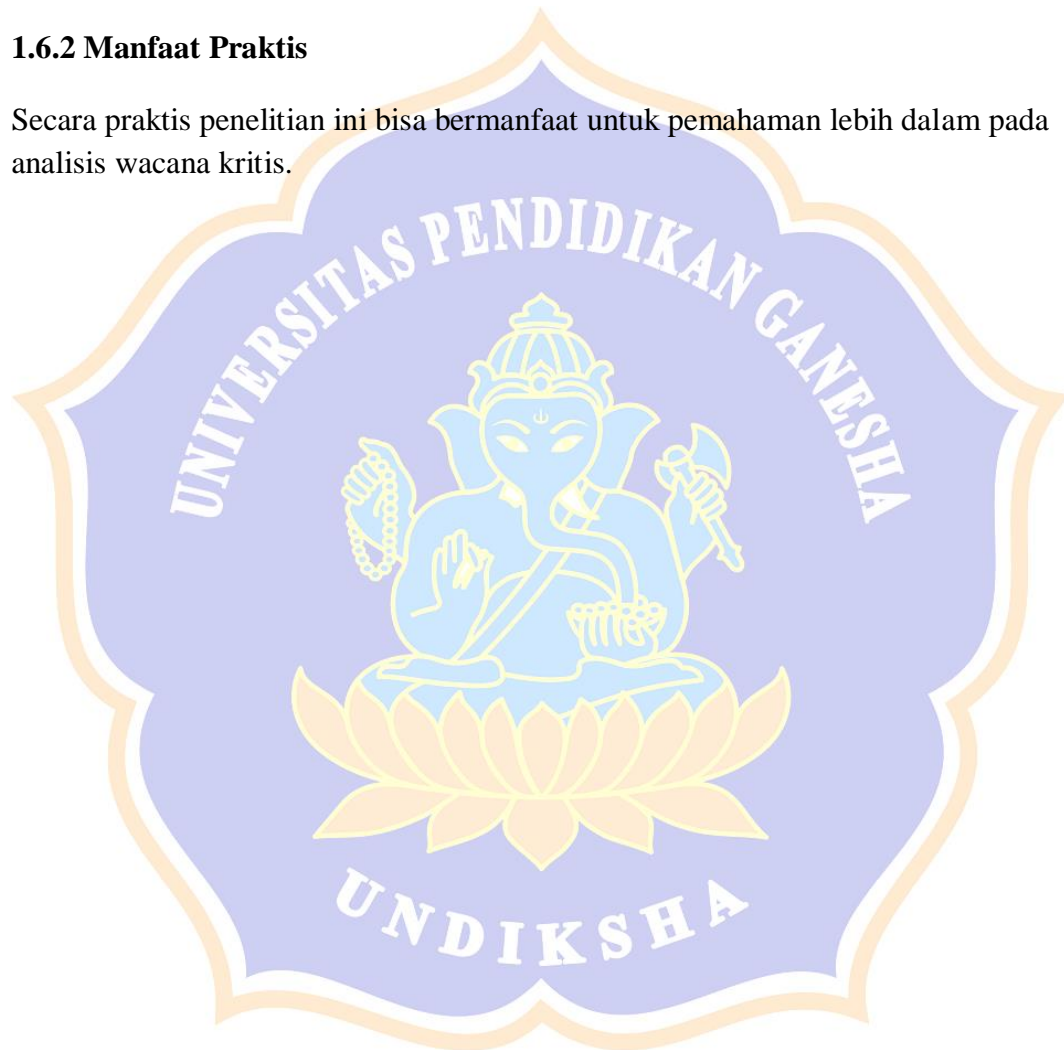 1.6.2 Manfaat Praktis
Secara praktis penelitian ini bisa bermanfaat untuk pemahaman lebih dalam pada
analisis wacana kritis.
UNIVERSITAS PENDIDIKAN GANESHA
UNDIKSHA